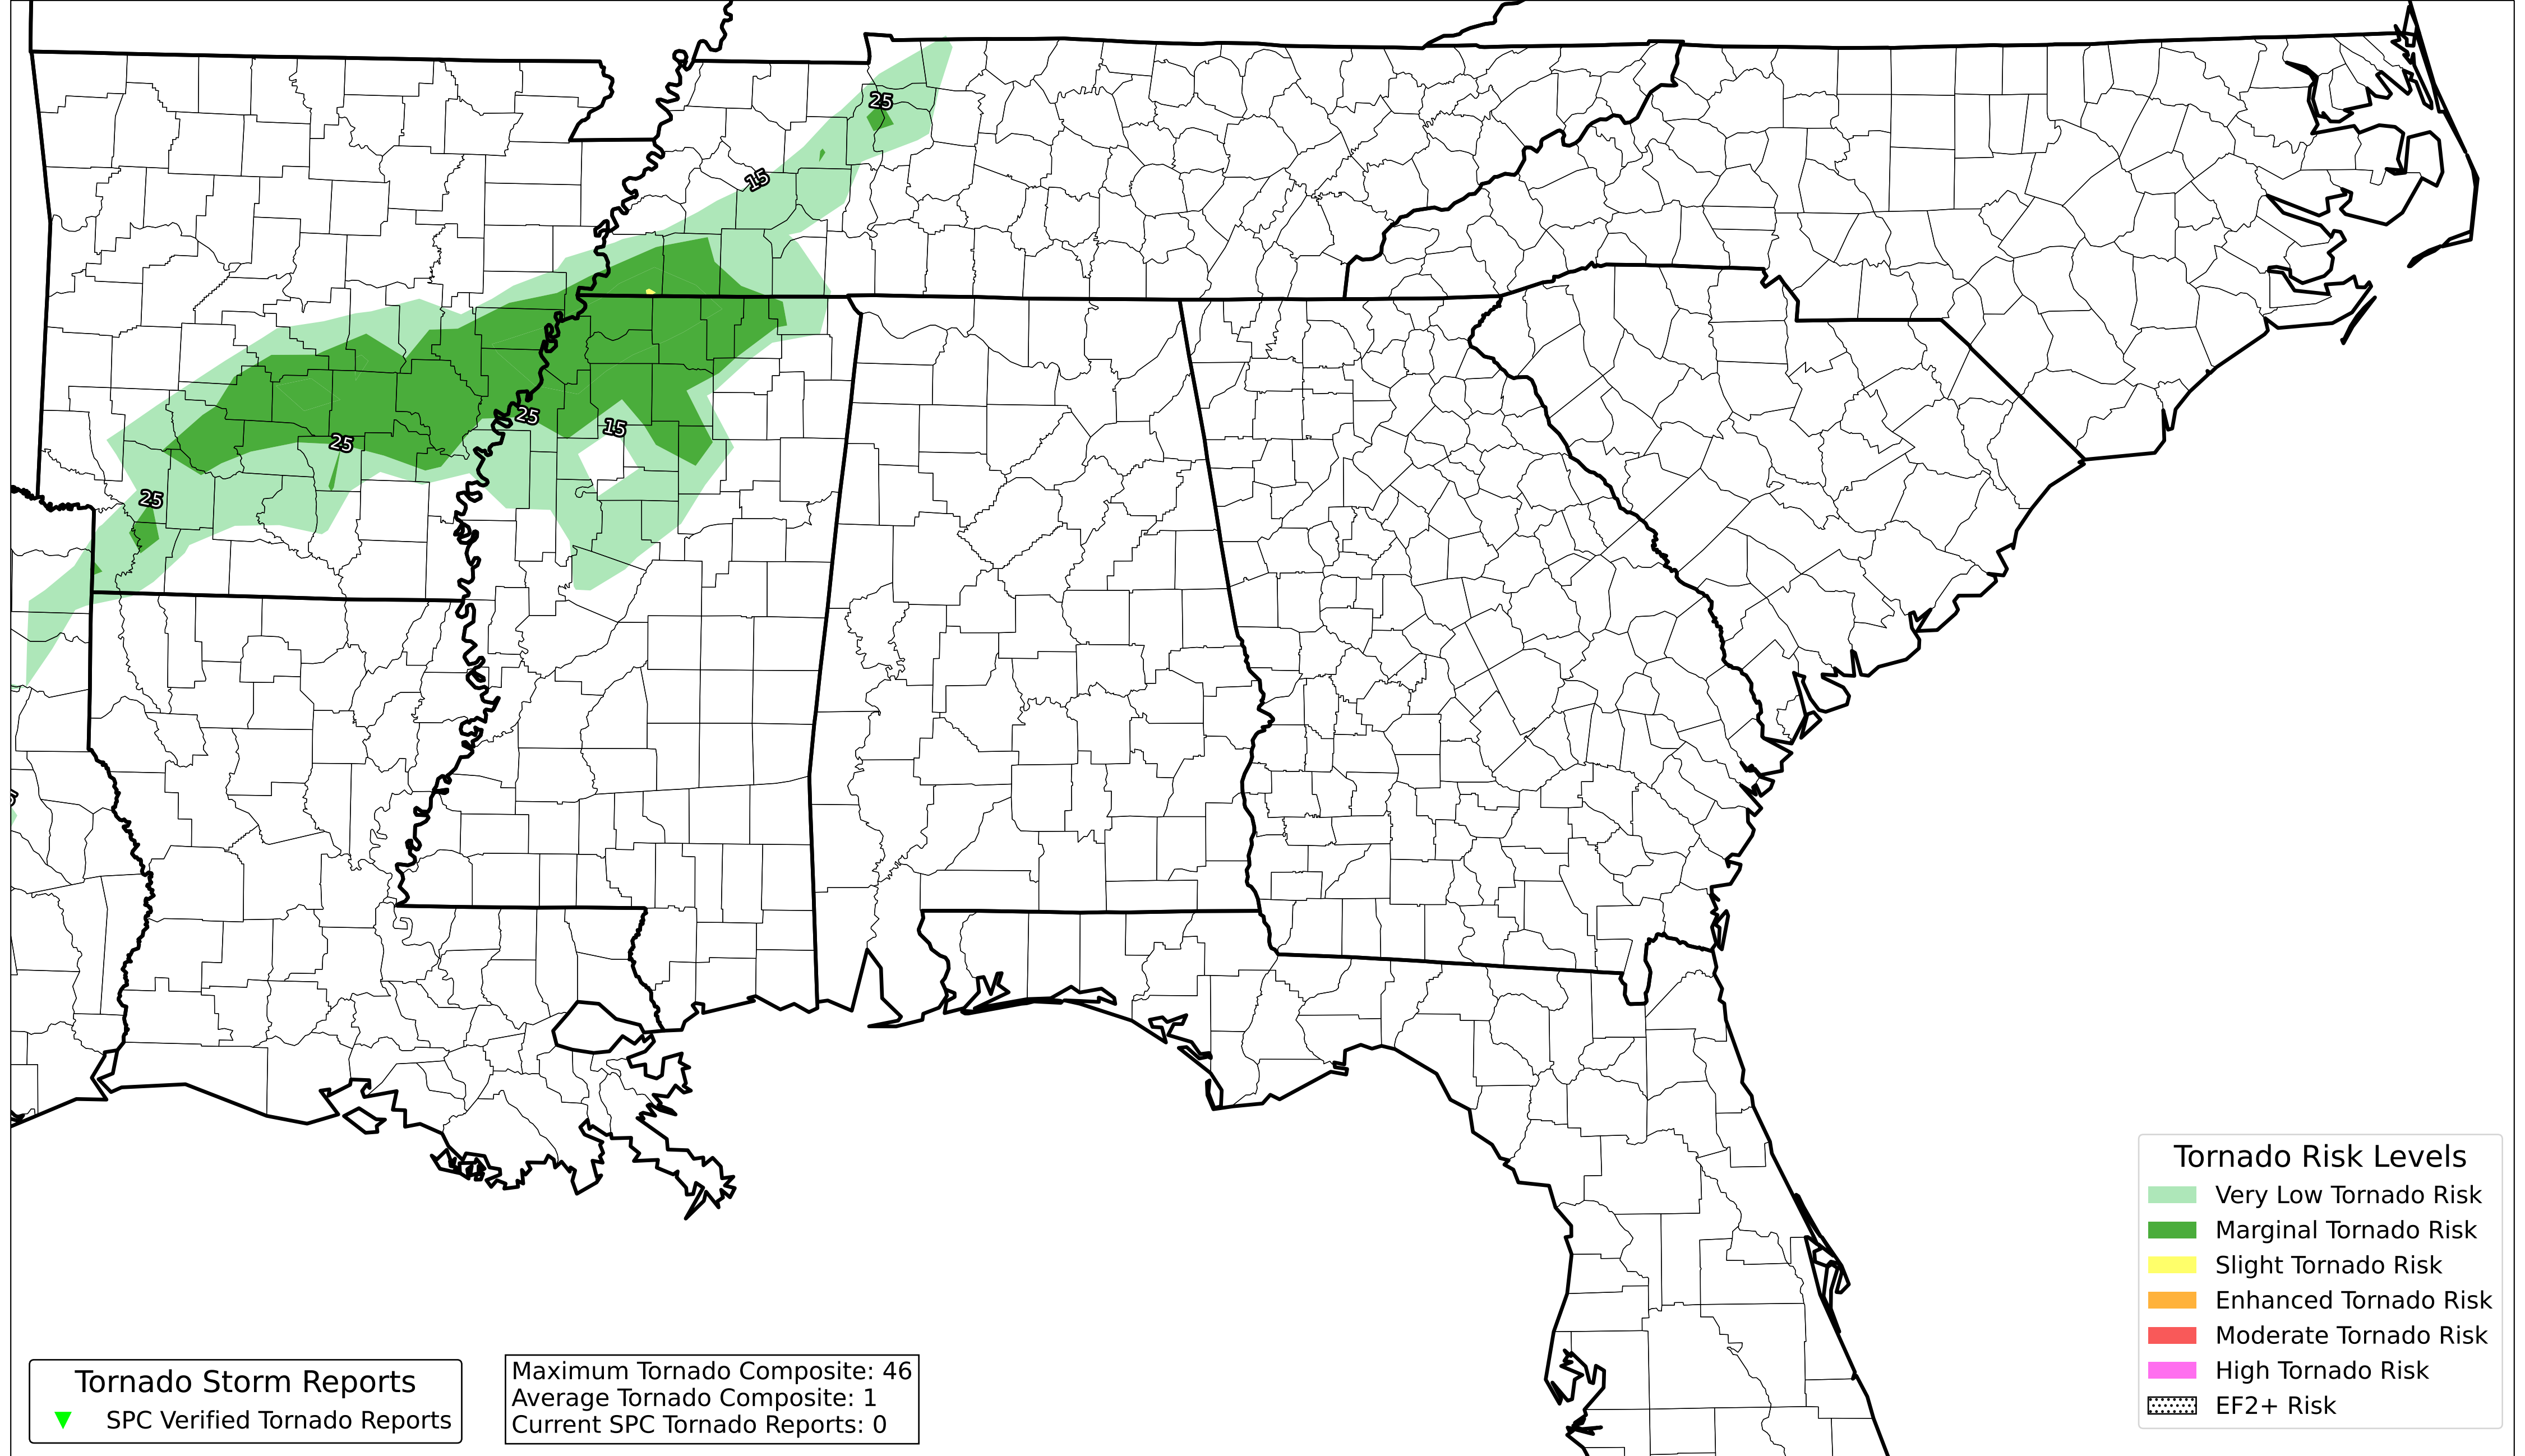 25
15
25
15
25
25
Tornado Risk Levels
Very Low Tornado Risk
Marginal Tornado Risk
Slight Tornado Risk
Enhanced Tornado Risk
Moderate Tornado Risk
High Tornado Risk
EF2+ Risk
Tornado Storm Reports
SPC Verified Tornado Reports
Maximum Tornado Composite: 46
Average Tornado Composite: 1
Current SPC Tornado Reports: 0